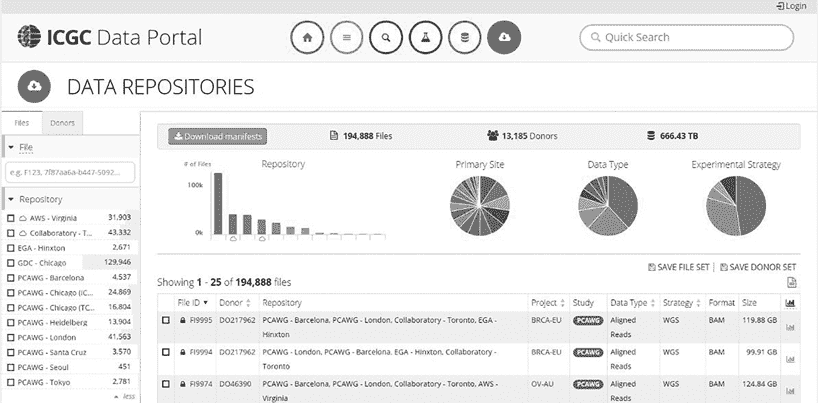 Login
ICGC Data Portal
Quick Search
DATA REPOSITORIES
Files Donors
File
e.g. F123, 7f87aa6a-b447-5092...
Repository
AWS - Virginia 31,903
Collaboratory - T... 43,332
EGA - Hinxton 2,671
GDC - Chicago 129,946
PCAWG - Barcelona 4,537
PCAWG - Chicago (IC... 24,869
PCAWG - Chicago (TC... 16,804
PCAWG - Heidelberg 13,904
PCAWG - London 41,563
PCAWG - Santa Cruz 3,570
PCAWG - Seoul 451
PCAWG - Tokyo 2,781
less
Download manifests 194,888 Files 13,185 Donors 666.43 TB
# of Files Repository Primary Site Data Type Experimental Strategy
100k
0k
SAVE FILE SET | SAVE DONOR SET
Showing 1 - 25 of 194,888 files
File ID Donor Repository Project Study Data Type Strategy Format Size
FI9995 DO217962 PCAWG - Barcelona, PCAWG - London, Collaboratory - Toronto, EGA - BRCA-EU PCAWG Aligned WGS BAM 119.88 GB
Hinxton Reads
FI9994 DO217962 PCAWG - London, PCAWG - Barcelona, EGA - Hinxton, Collaboratory - BRCA-EU PCAWG Aligned WGS BAM 99.91 GB
Toronto Reads
FI9974 DO46390 PCAWG - Barcelona, PCAWG - London, Collaboratory - Toronto, AWS - OV-AU PCAWG Aligned WGS BAM 124.84 GB
Virginia Reads